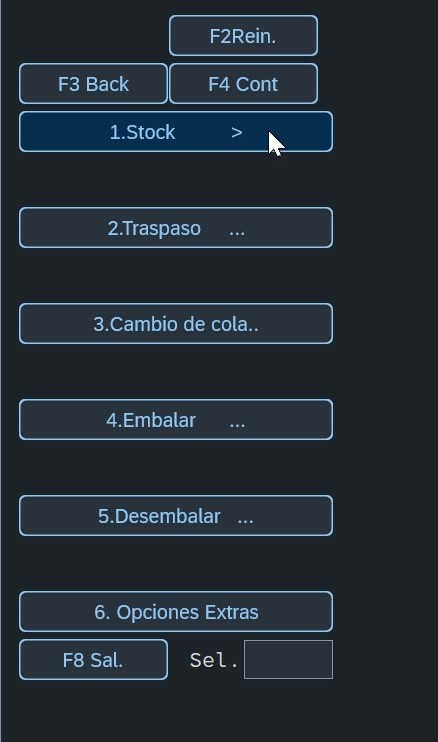 F2Rein.
F3 Back F4 Cont
1.Stock >
2.Traspaso ...
3.Cambio de cola..
4.Embalar ...
5.Desembalar ...
6. Opciones Extras
F8 Sal. Sel.